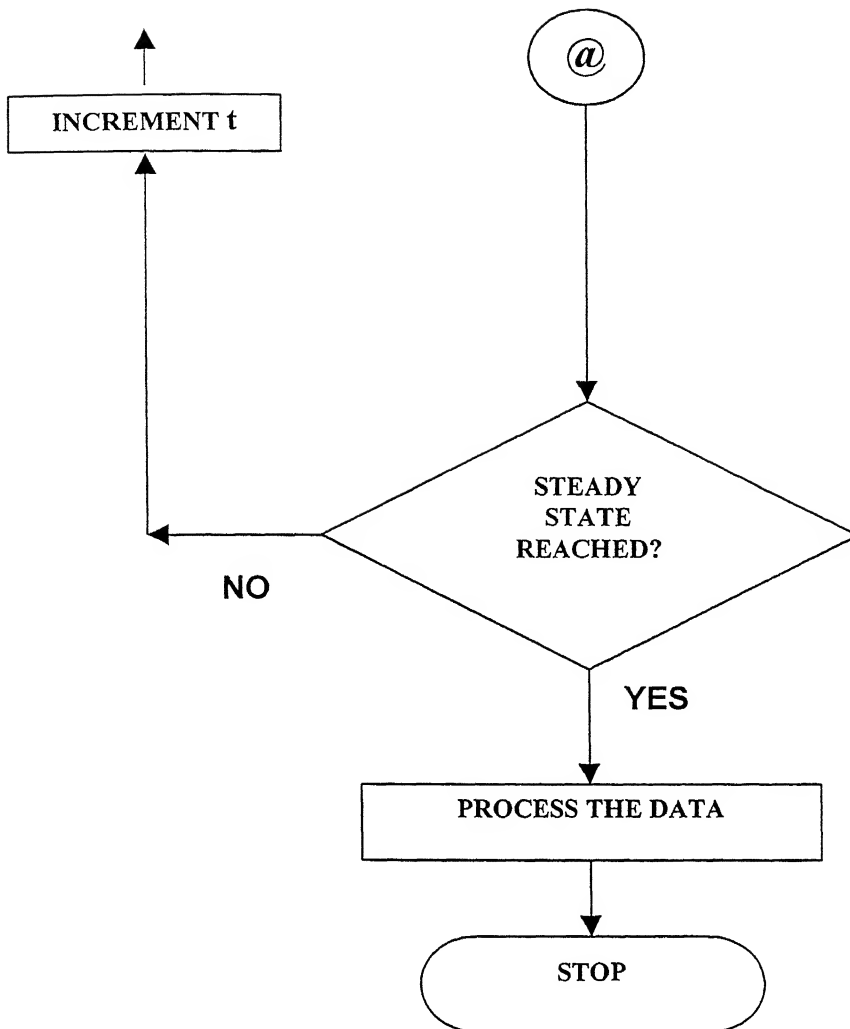 @
INCREMENT t
STEADY
STATE
REACHED?
NO
YES
PROCESS THE DATA
STOP